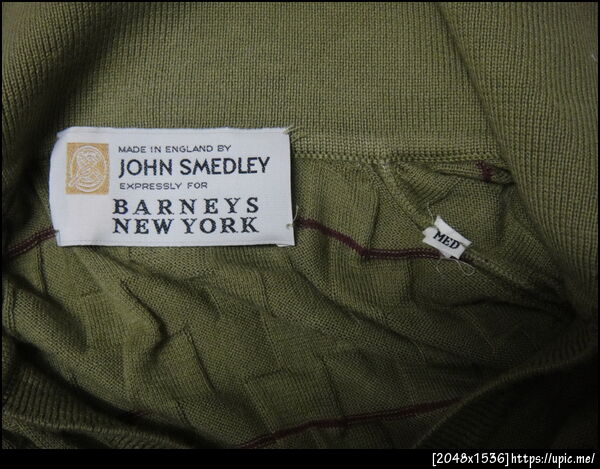 MADE IN ENGLAND BY
JOHN SMEDLEY
EXPRESSLY FOR
BARNEYS
NEW YORK
MED
[2048x1536]https://upic.me/